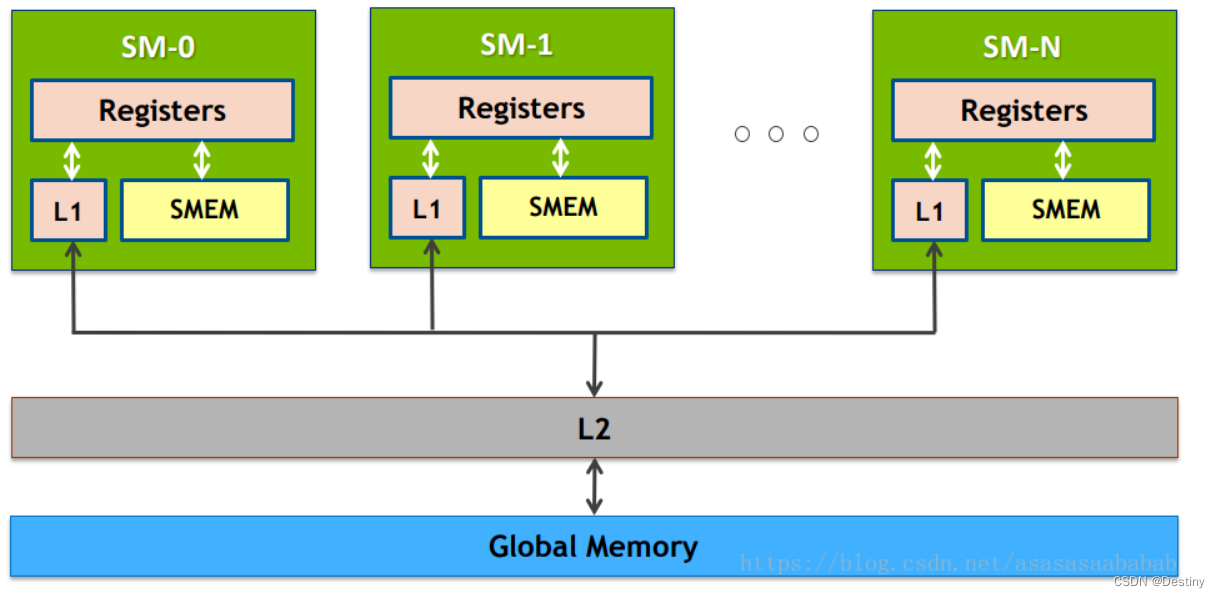 SM-0
SM-1
SM-N
Registers
Registers
Registers
L1
SMEM
L1
SMEM
L1
SMEM
L2
Global Memory
https://blog.csdn.net/asasasaababab
CSDN @Destiny